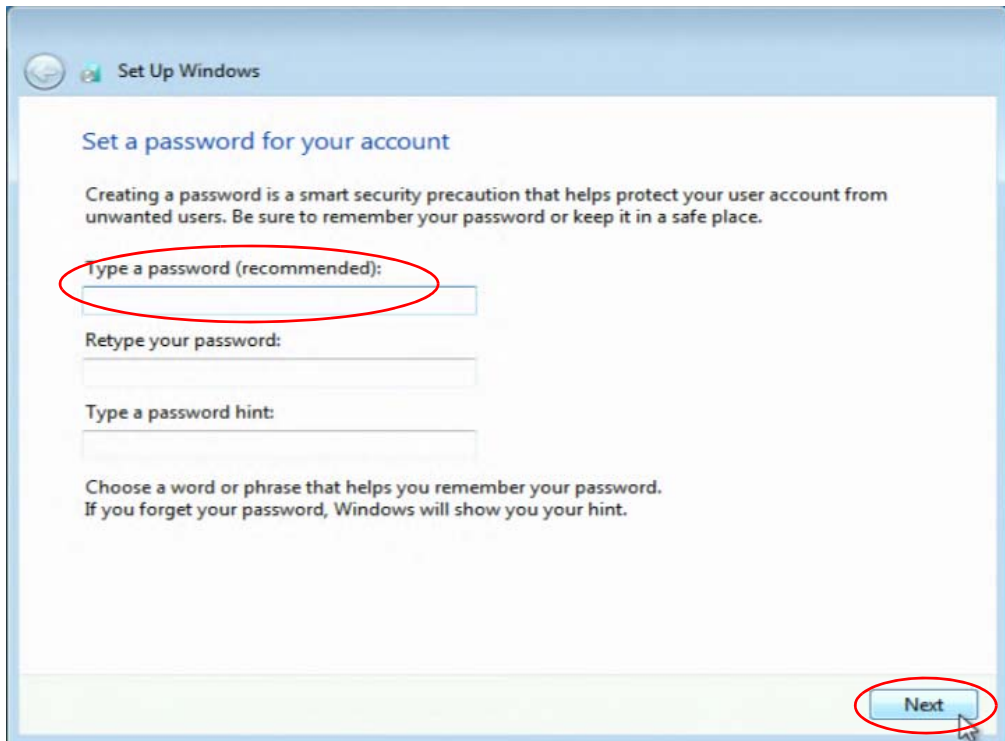 Set Up Windows
Set a password for your account
Creating a password is a smart security precaution that helps protect your user account from
unwanted users. Be sure to remember your password or keep it in a safe place.
Type a password (recommended):
Retype your password:
Type a password hint:
Choose a word or phrase that helps you remember your password.
If you forget your password, Windows will show you your hint.
Next